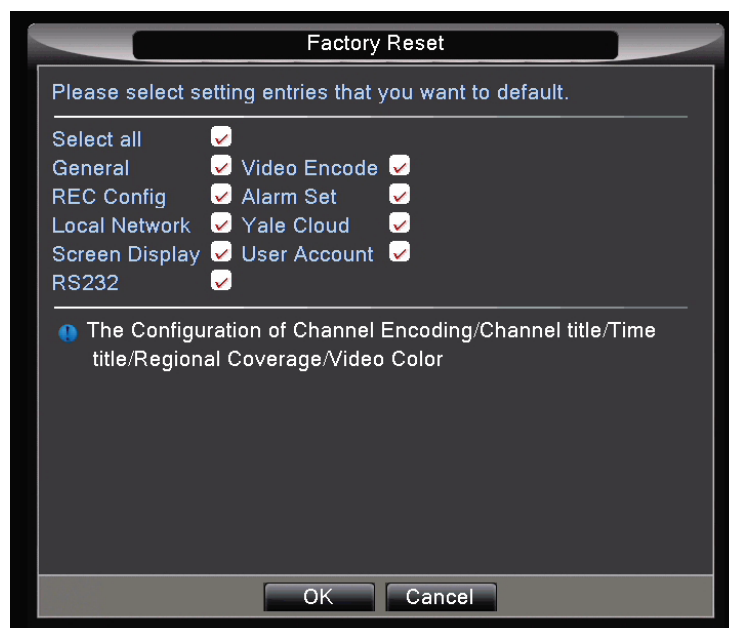 Factory Reset
Please select setting entries that you want to default.
Select all
General Video Encode
REC Config Alarm Set
Local Network Yale Cloud
Screen Display User Account
RS232
The Configuration of Channel Encoding/Channel title/Time
title/Regional Coverage/Video Color
OK Cancel